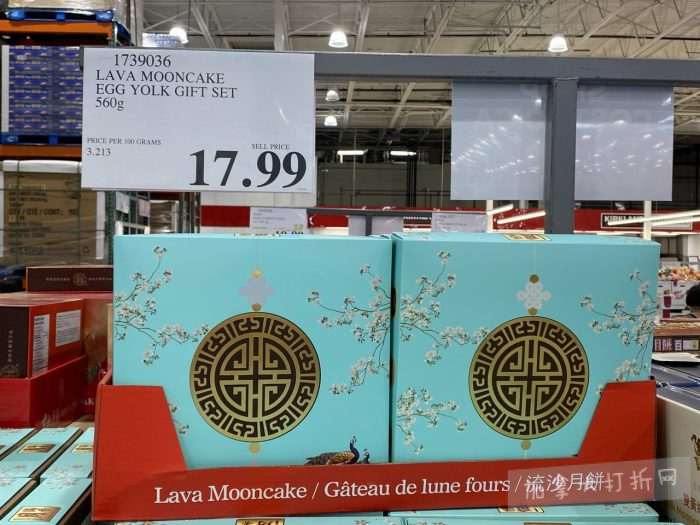 1739036
LAVA MOONCAKE
EGG YOLK GIFT SET
560g
PRICE PER 100 GRAMS
3.213
SELL PRICE
17.99
KIRKLAND
Lava Mooncake / Gâteau de lune fours / 流沙月餅